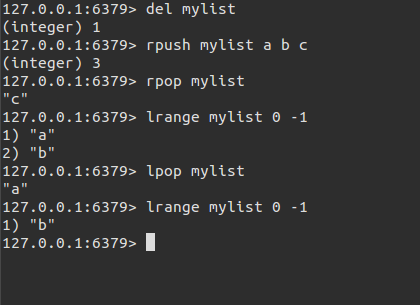 127.0.0.1:6379> del mylist
(integer) 1
127.0.0.1:6379> rpush mylist a b c
(integer) 3
127.0.0.1:6379> rpop mylist
"c"
127.0.0.1:6379> lrange mylist 0 -1
1) "a"
2) "b"
127.0.0.1:6379> lpop mylist
"a"
127.0.0.1:6379> lrange mylist 0 -1
1) "b"
127.0.0.1:6379>